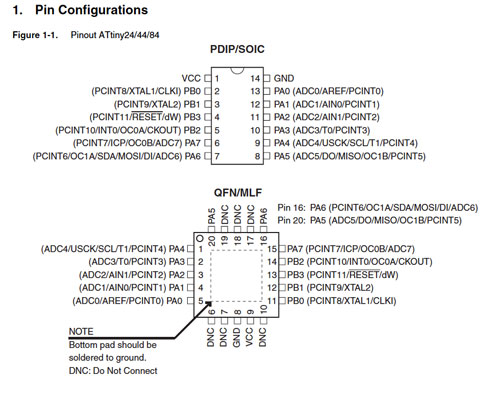 1. Pin Configurations
Figure 1-1. Pinout ATtiny24/44/84
PDIP/SOIC
VCC 1 14 GND
(PCINT8/XTAL1/CLKI) PB0 2 13 PA0 (ADC0/AREF/PCINT0)
(PCINT9/XTAL2) PB1 3 12 PA1 (ADC1/AIN0/PCINT1)
(PCINT11/RESET/dW) PB3 4 11 PA2 (ADC2/AIN1/PCINT2)
(PCINT10/INT0/OC0A/CKOUT) PB2 5 10 PA3 (ADC3/T0/PCINT3)
(PCINT7/ICP/OC0B/ADC7) PA7 6 9 PA4 (ADC4/USCK/SCL/T1/PCINT4)
(PCINT6/OC1A/SDA/MOSI/DI/ADC6) PA6 7 8 PA5 (ADC5/DO/MISO/OC1B/PCINT5)
QFN/MLF
Pin 16: PA6 (PCINT6/OC1A/SDA/MOSI/DI/ADC6)
Pin 20: PA5 (ADC5/DO/MISO/OC1B/PCINT5)
PA5 DNC DNC DNC PA6
20 19 18 17 16
(ADC4/USCK/SCL/T1/PCINT4) PA4 1 15 PA7 (PCINT7/ICP/OC0B/ADC7)
(ADC3/T0/PCINT3) PA3 2 14 PB2 (PCINT10/INT0/OC0A/CKOUT)
(ADC2/AIN1/PCINT2) PA2 3 13 PB3 (PCINT11/RESET/dW)
(ADC1/AIN0/PCINT1) PA1 4 12 PB1 (PCINT9/XTAL2)
(ADC0/AREF/PCINT0) PA0 5 11 PB0 (PCINT8/XTAL1/CLKI)
6 7 8 9 10
DNC DNC GND VCC DNC
NOTE
Bottom pad should be
soldered to ground.
DNC: Do Not Connect